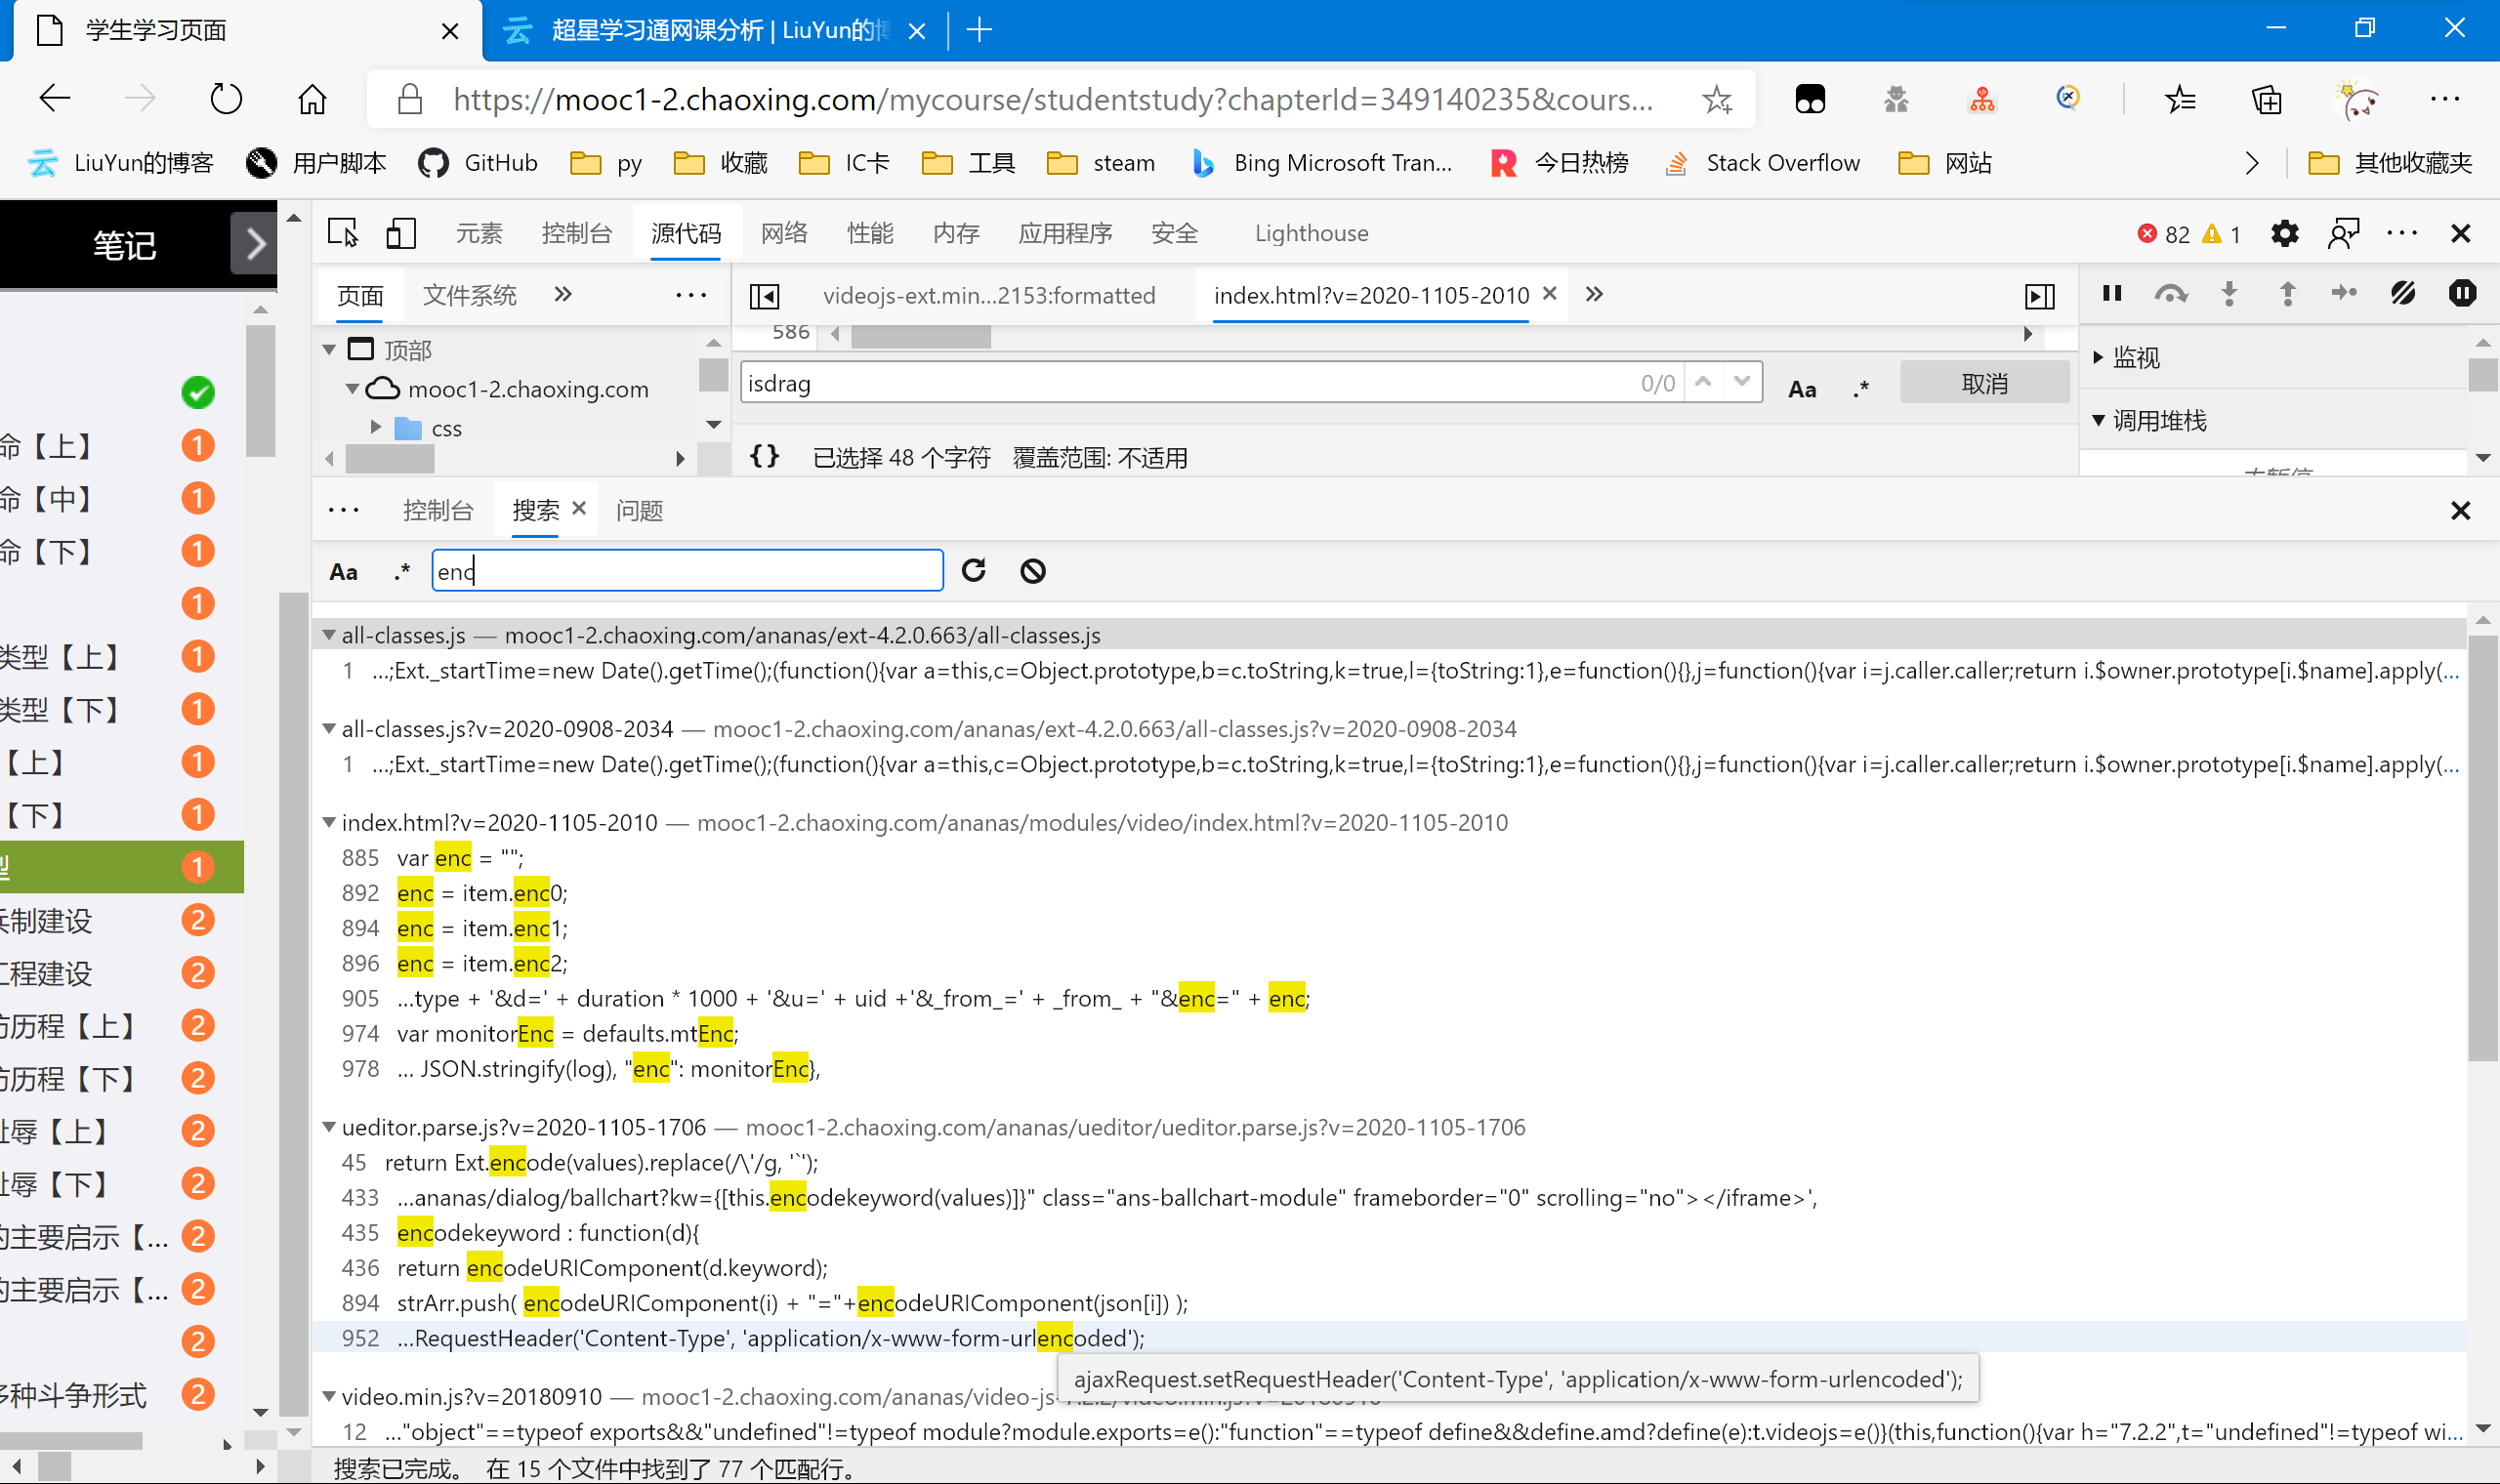 学生学习页面
超星学习通网课分析 | LiuYun的博
https://mooc1-2.chaoxing.com/mycourse/studentstudy?chapterId=349140235&cours...
LiuYun的博客 用户脚本 GitHub py 收藏 IC卡 工具 steam Bing Microsoft Tran... 今日热榜 Stack Overflow 网站 其他收藏夹
笔记
命【上】 1
命【中】 1
命【下】 1
1
类型【上】 1
类型【下】 1
【上】 1
【下】 1
型 1
兵制建设 2
工程建设 2
防历程【上】 2
防历程【下】 2
耻辱【上】 2
耻辱【下】 2
的主要启示【... 2
的主要启示【... 2
2
多种斗争形式 2
元素 控制台 源代码 网络 性能 内存 应用程序 安全 Lighthouse 82 1
页面 文件系统
videojs-ext.min...2153:formatted index.html?v=2020-1105-2010
586
顶部
mooc1-2.chaoxing.com
css
isdrag 0/0 Aa .* 取消
{} 已选择 48 个字符 覆盖范围: 不适用
监视
调用堆栈
未暂停
控制台 搜索 问题
Aa .* enc
all-classes.js — mooc1-2.chaoxing.com/ananas/ext-4.2.0.663/all-classes.js
1 ...;Ext._startTime=new Date().getTime();(function(){var a=this,c=Object.prototype,b=c.toString,k=true,l={toString:1},e=function(){},j=function(){var i=j.caller.caller;return i.$owner.prototype[i.$name].apply(...
all-classes.js?v=2020-0908-2034 — mooc1-2.chaoxing.com/ananas/ext-4.2.0.663/all-classes.js?v=2020-0908-2034
1 ...;Ext._startTime=new Date().getTime();(function(){var a=this,c=Object.prototype,b=c.toString,k=true,l={toString:1},e=function(){},j=function(){var i=j.caller.caller;return i.$owner.prototype[i.$name].apply(...
index.html?v=2020-1105-2010 — mooc1-2.chaoxing.com/ananas/modules/video/index.html?v=2020-1105-2010
885 var enc = "";
892 enc = item.enc0;
894 enc = item.enc1;
896 enc = item.enc2;
905 ...type + '&d=' + duration * 1000 + '&u=' + uid +'&_from_=' + _from_ + "&enc=" + enc;
974 var monitorEnc = defaults.mtEnc;
978 ... JSON.stringify(log), "enc": monitorEnc},
ueditor.parse.js?v=2020-1105-1706 — mooc1-2.chaoxing.com/ananas/ueditor/ueditor.parse.js?v=2020-1105-1706
45 return Ext.encode(values).replace(/\'/g, '`');
433 ...ananas/dialog/ballchart?kw={[this.encodekeyword(values)]}" class="ans-ballchart-module" frameborder="0" scrolling="no"></iframe>',
435 encodekeyword : function(d){
436 return encodeURIComponent(d.keyword);
894 strArr.push( encodeURIComponent(i) + "="+encodeURIComponent(json[i]) );
952 ...RequestHeader('Content-Type', 'application/x-www-form-urlencoded');
ajaxRequest.setRequestHeader('Content-Type', 'application/x-www-form-urlencoded');
video.min.js?v=20180910 — mooc1-2.chaoxing.com/ananas/video-js-7.2.2/video.min.js?v=20180910
12 ..."object"==typeof exports&&"undefined"!=typeof module?module.exports=e():"function"==typeof define&&define.amd?define(e):t.videojs=e()}(this,function(){var h="7.2.2",t="undefined"!=typeof wi...
搜索已完成。 在 15 个文件中找到了 77 个匹配行。